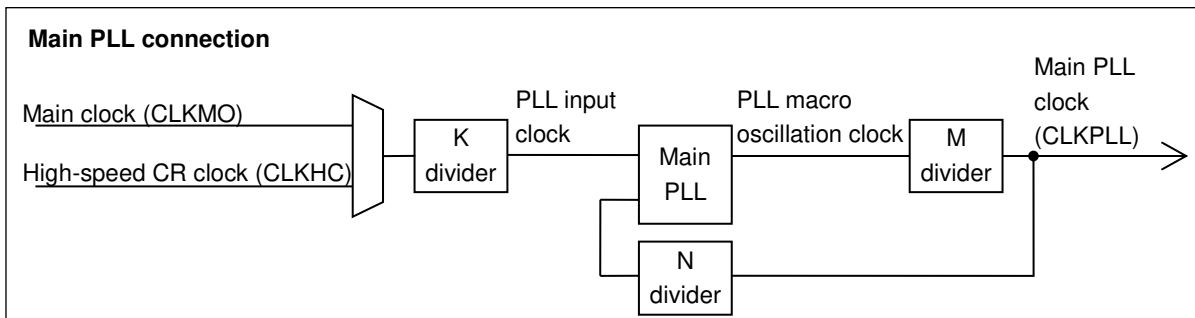 Main PLL connection
Main clock (CLKMO)
High-speed CR clock (CLKHC)
K
divider
PLL input
clock
Main
PLL
PLL macro
oscillation clock
M
divider
Main PLL
clock
(CLKPLL)
N
divider